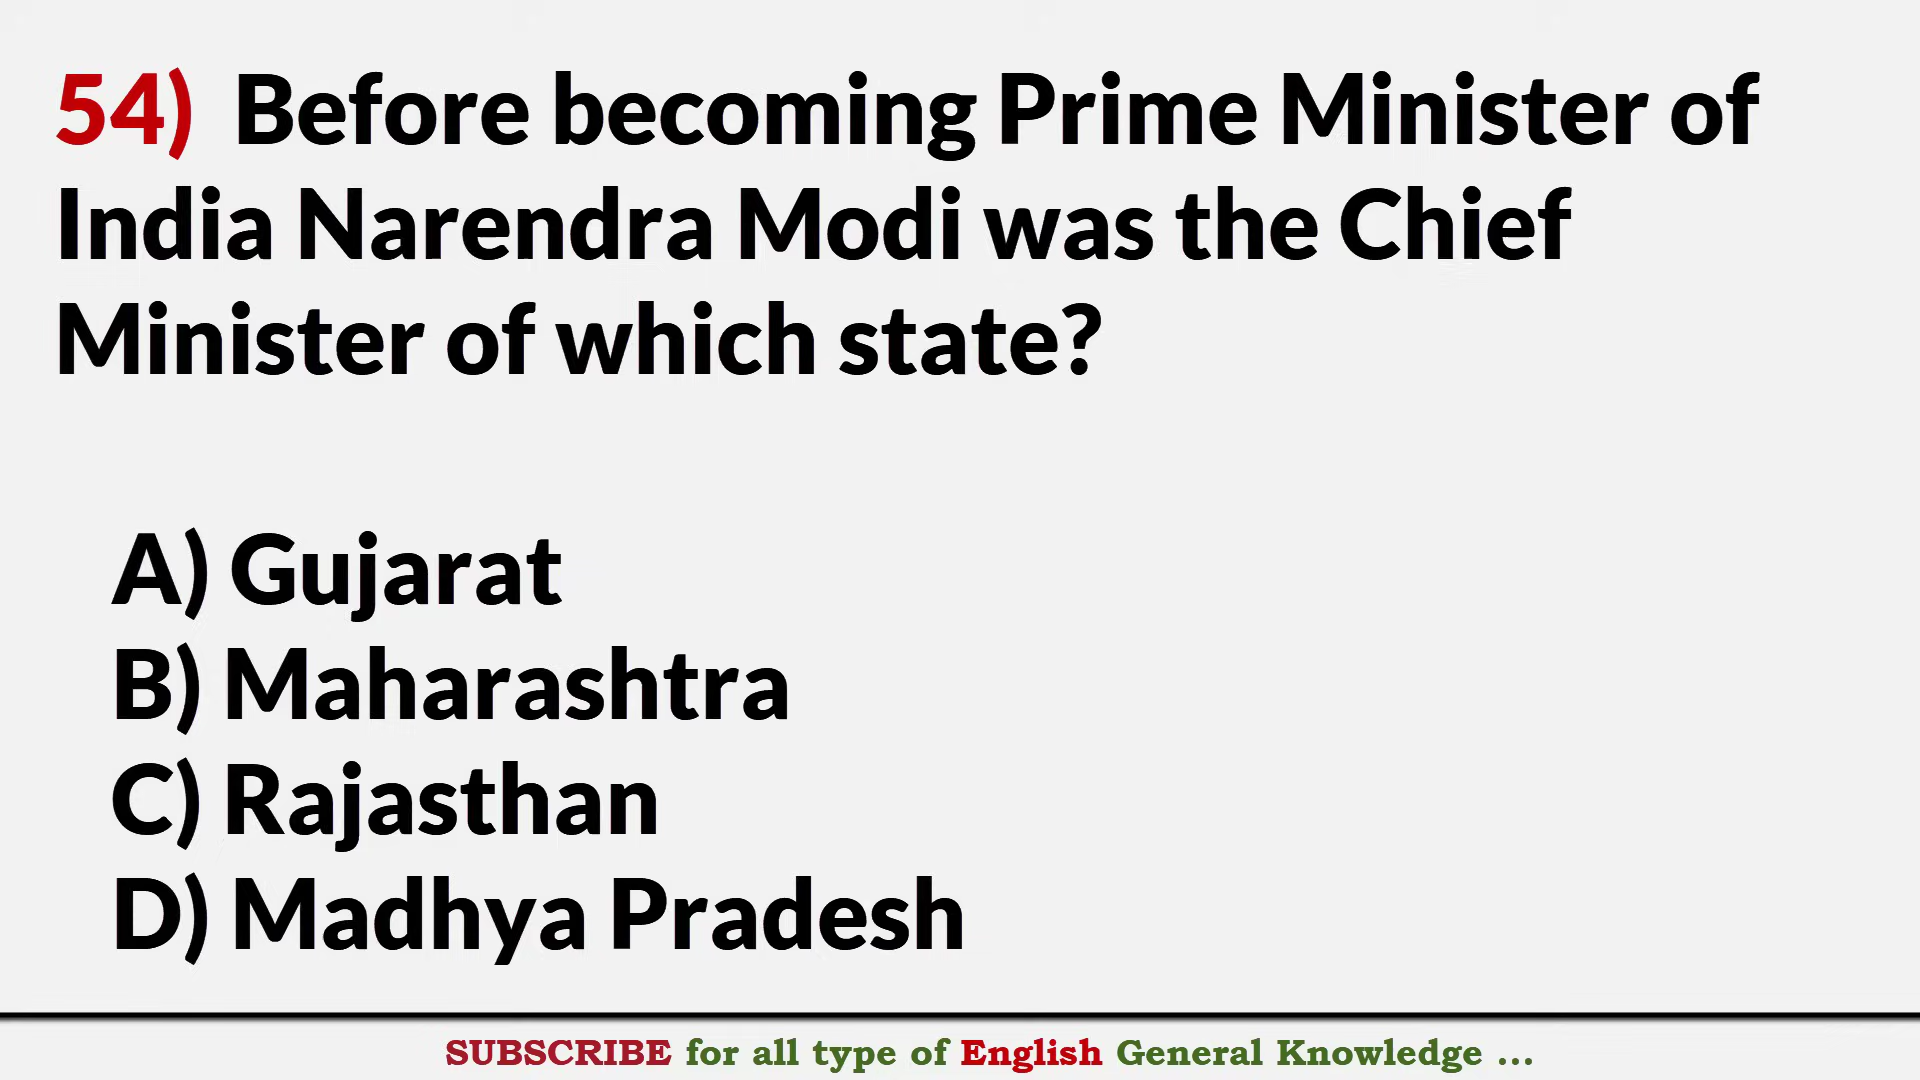 54) Before becoming Prime Minister of
India Narendra Modi was the Chief
Minister of which state?
A) Gujarat
B) Maharashtra
C) Rajasthan
D) Madhya Pradesh
SUBSCRIBE for all type of English General Knowledge ...